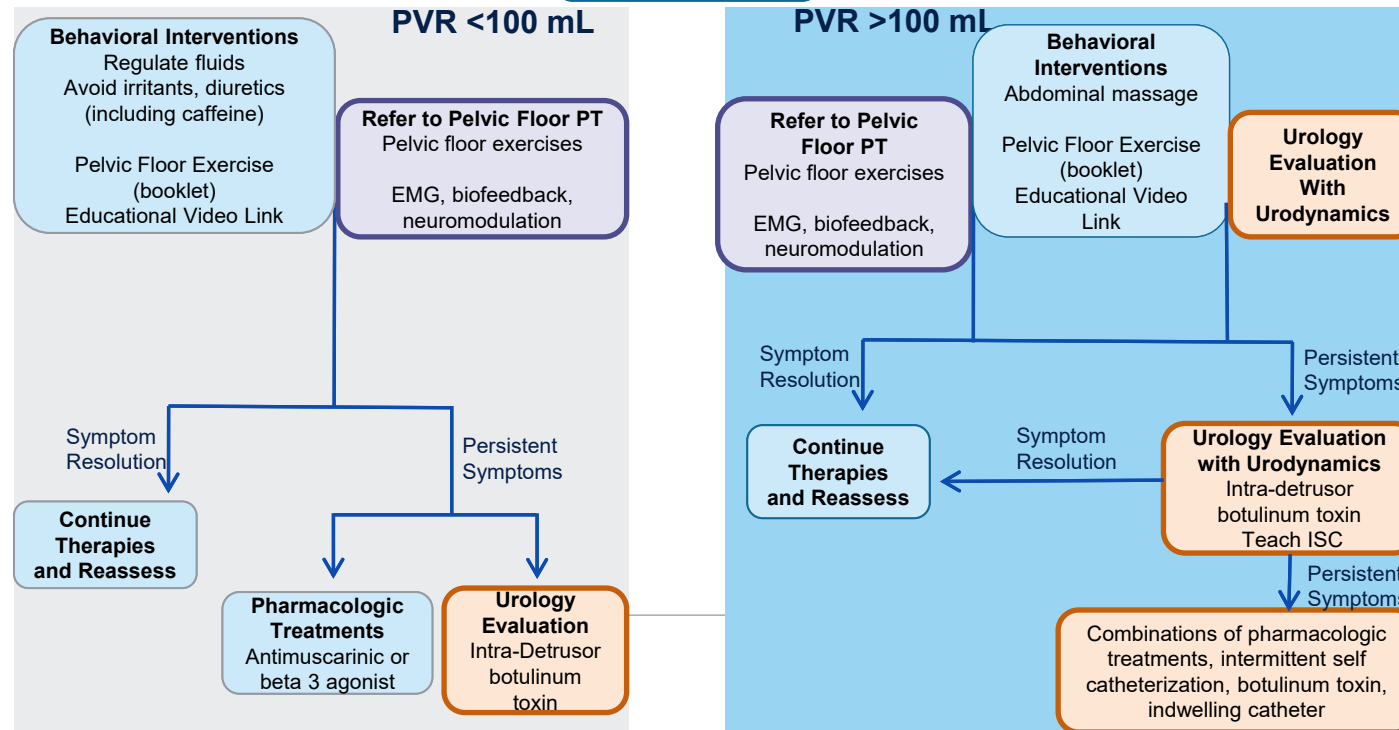 PVR <100 mL
Behavioral Interventions
Regulate fluids
Avoid irritants, diuretics
(including caffeine)
Pelvic Floor Exercise
(booklet)
Educational Video Link
Refer to Pelvic Floor PT
Pelvic floor exercises
EMG, biofeedback,
neuromodulation
Symptom
Resolution
Persistent
Symptoms
Continue
Therapies
and Reassess
Pharmacologic
Treatments
Antimuscarinic or
beta 3 agonist
Urology
Evaluation
Intra-Detrusor
botulinum
toxin
PVR >100 mL
Refer to Pelvic
Floor PT
Pelvic floor exercises
EMG, biofeedback,
neuromodulation
Behavioral
Interventions
Abdominal massage
Pelvic Floor Exercise
(booklet)
Educational Video
Link
Urology
Evaluation
With
Urodynamics
Symptom
Resolution
Persistent
Symptoms
Continue
Therapies
and Reassess
Symptom
Resolution
Urology Evaluation
with Urodynamics
Intra-detrusor
botulinum toxin
Teach ISC
Persistent
Symptoms
Combinations of pharmacologic
treatments, intermittent self
catheterization, botulinum toxin,
indwelling catheter